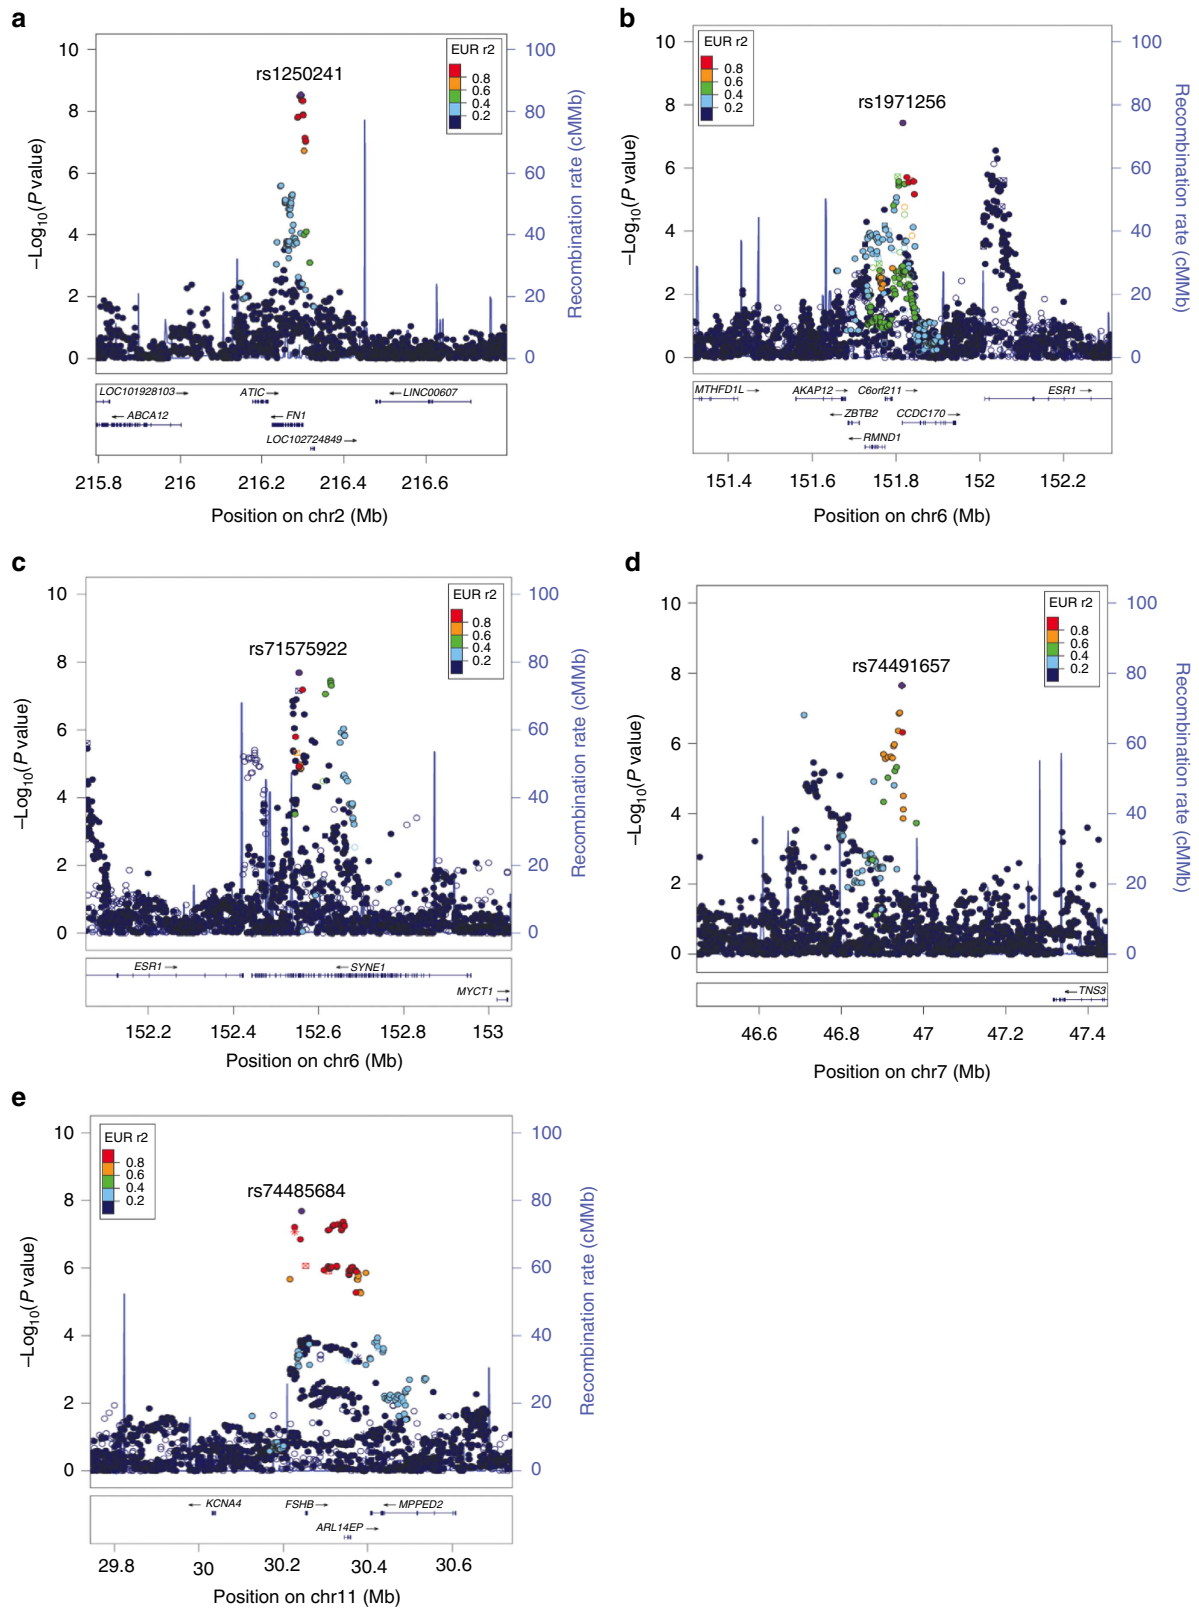 a
rs1250241
EUR r2
0.8
0.6
0.4
0.2
10
8
6
4
2
0
–Log10(P value)
100
80
60
40
20
0
Recombination rate (cMMb)
LOC101928103
ATIC
LINC00607
ABCA12
FN1
LOC102724849
215.8 216 216.2 216.4 216.6
Position on chr2 (Mb)
b
rs1971256
EUR r2
0.8
0.6
0.4
0.2
10
8
6
4
2
0
–Log10(P value)
100
80
60
40
20
0
Recombination rate (cMMb)
MTHFD1L
AKAP12
C6orf211
ESR1
ZBTB2
CCDC170
RMND1
151.4 151.6 151.8 152 152.2
Position on chr6 (Mb)
c
rs71575922
EUR r2
0.8
0.6
0.4
0.2
10
8
6
4
2
0
–Log10(P value)
100
80
60
40
20
0
Recombination rate (cMMb)
ESR1
SYNE1
MYCT1
152.2 152.4 152.6 152.8 153
Position on chr6 (Mb)
d
rs74491657
EUR r2
0.8
0.6
0.4
0.2
10
8
6
4
2
0
–Log10(P value)
100
80
60
40
20
0
Recombination rate (cMMb)
TNS3
46.6 46.8 47 47.2 47.4
Position on chr7 (Mb)
e
rs74485684
EUR r2
0.8
0.6
0.4
0.2
10
8
6
4
2
0
–Log10(P value)
100
80
60
40
20
0
Recombination rate (cMMb)
KCNA4
FSHB
MPPED2
ARL14EP
29.8 30 30.2 30.4 30.6
Position on chr11 (Mb)